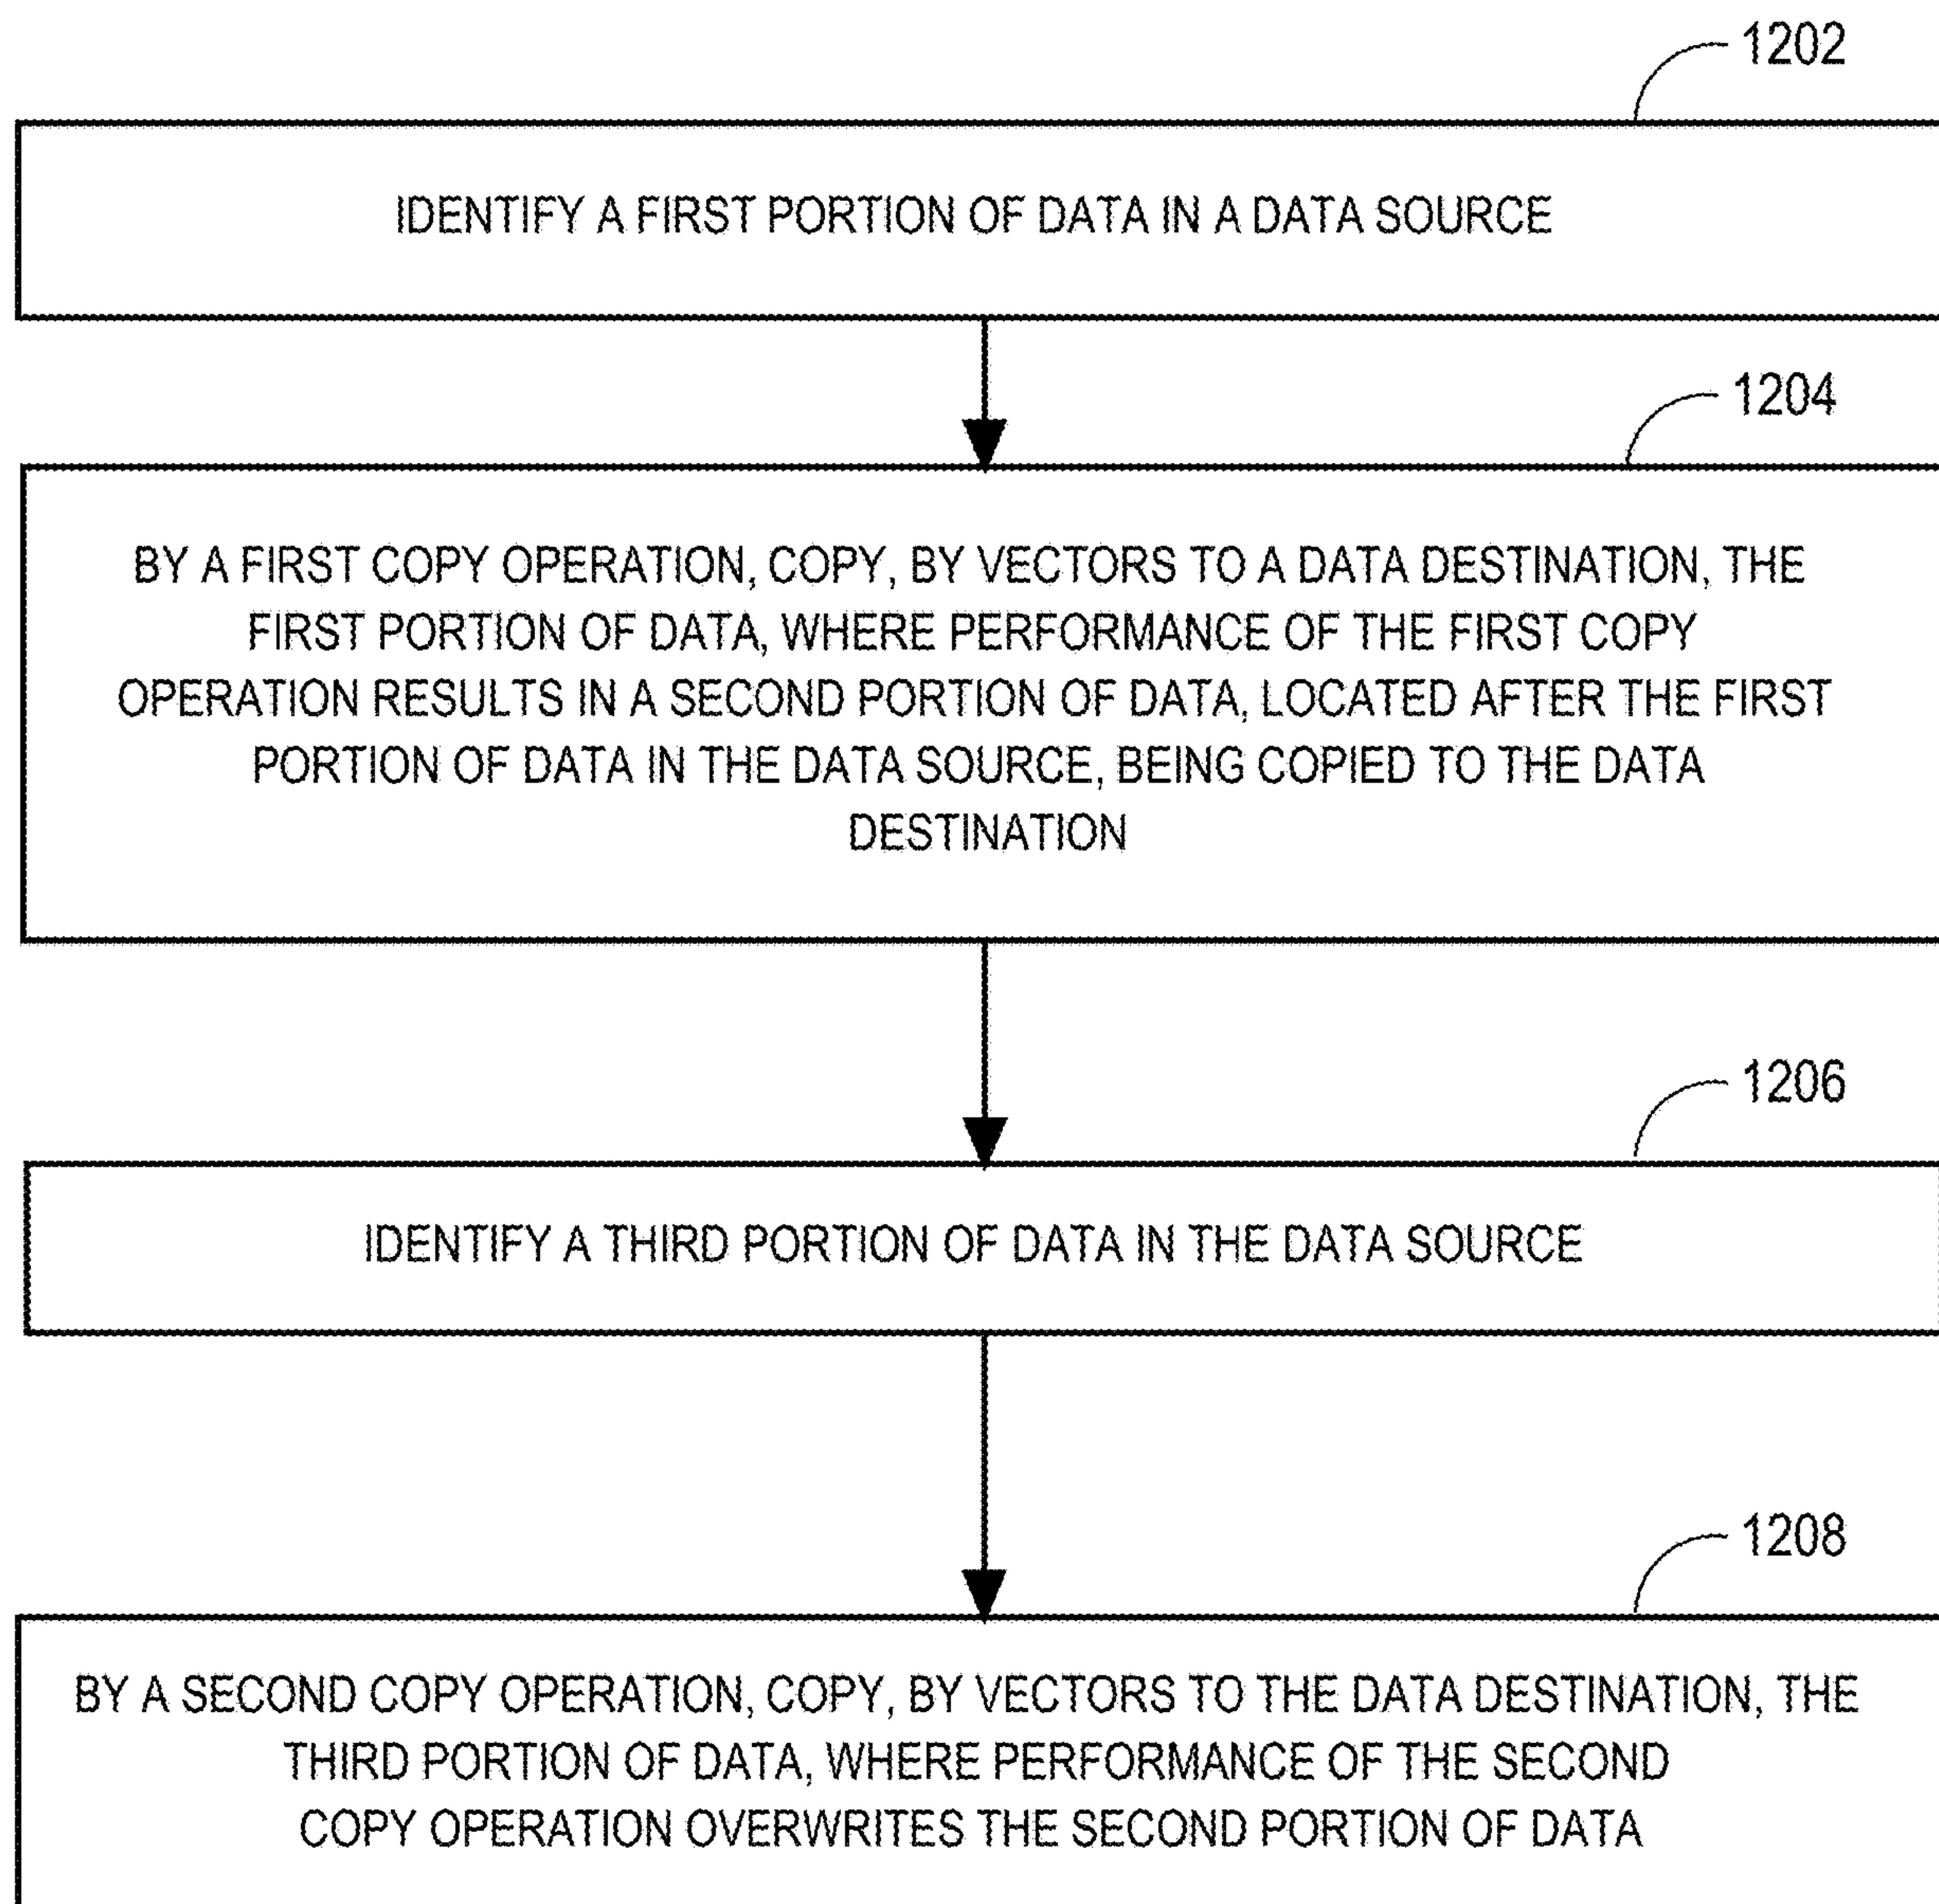 1202
IDENTIFY A FIRST PORTION OF DATA IN A DATA SOURCE
1204
BY A FIRST COPY OPERATION, COPY, BY VECTORS TO A DATA DESTINATION, THE
FIRST PORTION OF DATA, WHERE PERFORMANCE OF THE FIRST COPY
OPERATION RESULTS IN A SECOND PORTION OF DATA, LOCATED AFTER THE FIRST
PORTION OF DATA IN THE DATA SOURCE, BEING COPIED TO THE DATA
DESTINATION
1206
IDENTIFY A THIRD PORTION OF DATA IN THE DATA SOURCE
1208
BY A SECOND COPY OPERATION, COPY, BY VECTORS TO THE DATA DESTINATION, THE
THIRD PORTION OF DATA, WHERE PERFORMANCE OF THE SECOND
COPY OPERATION OVERWRITES THE SECOND PORTION OF DATA